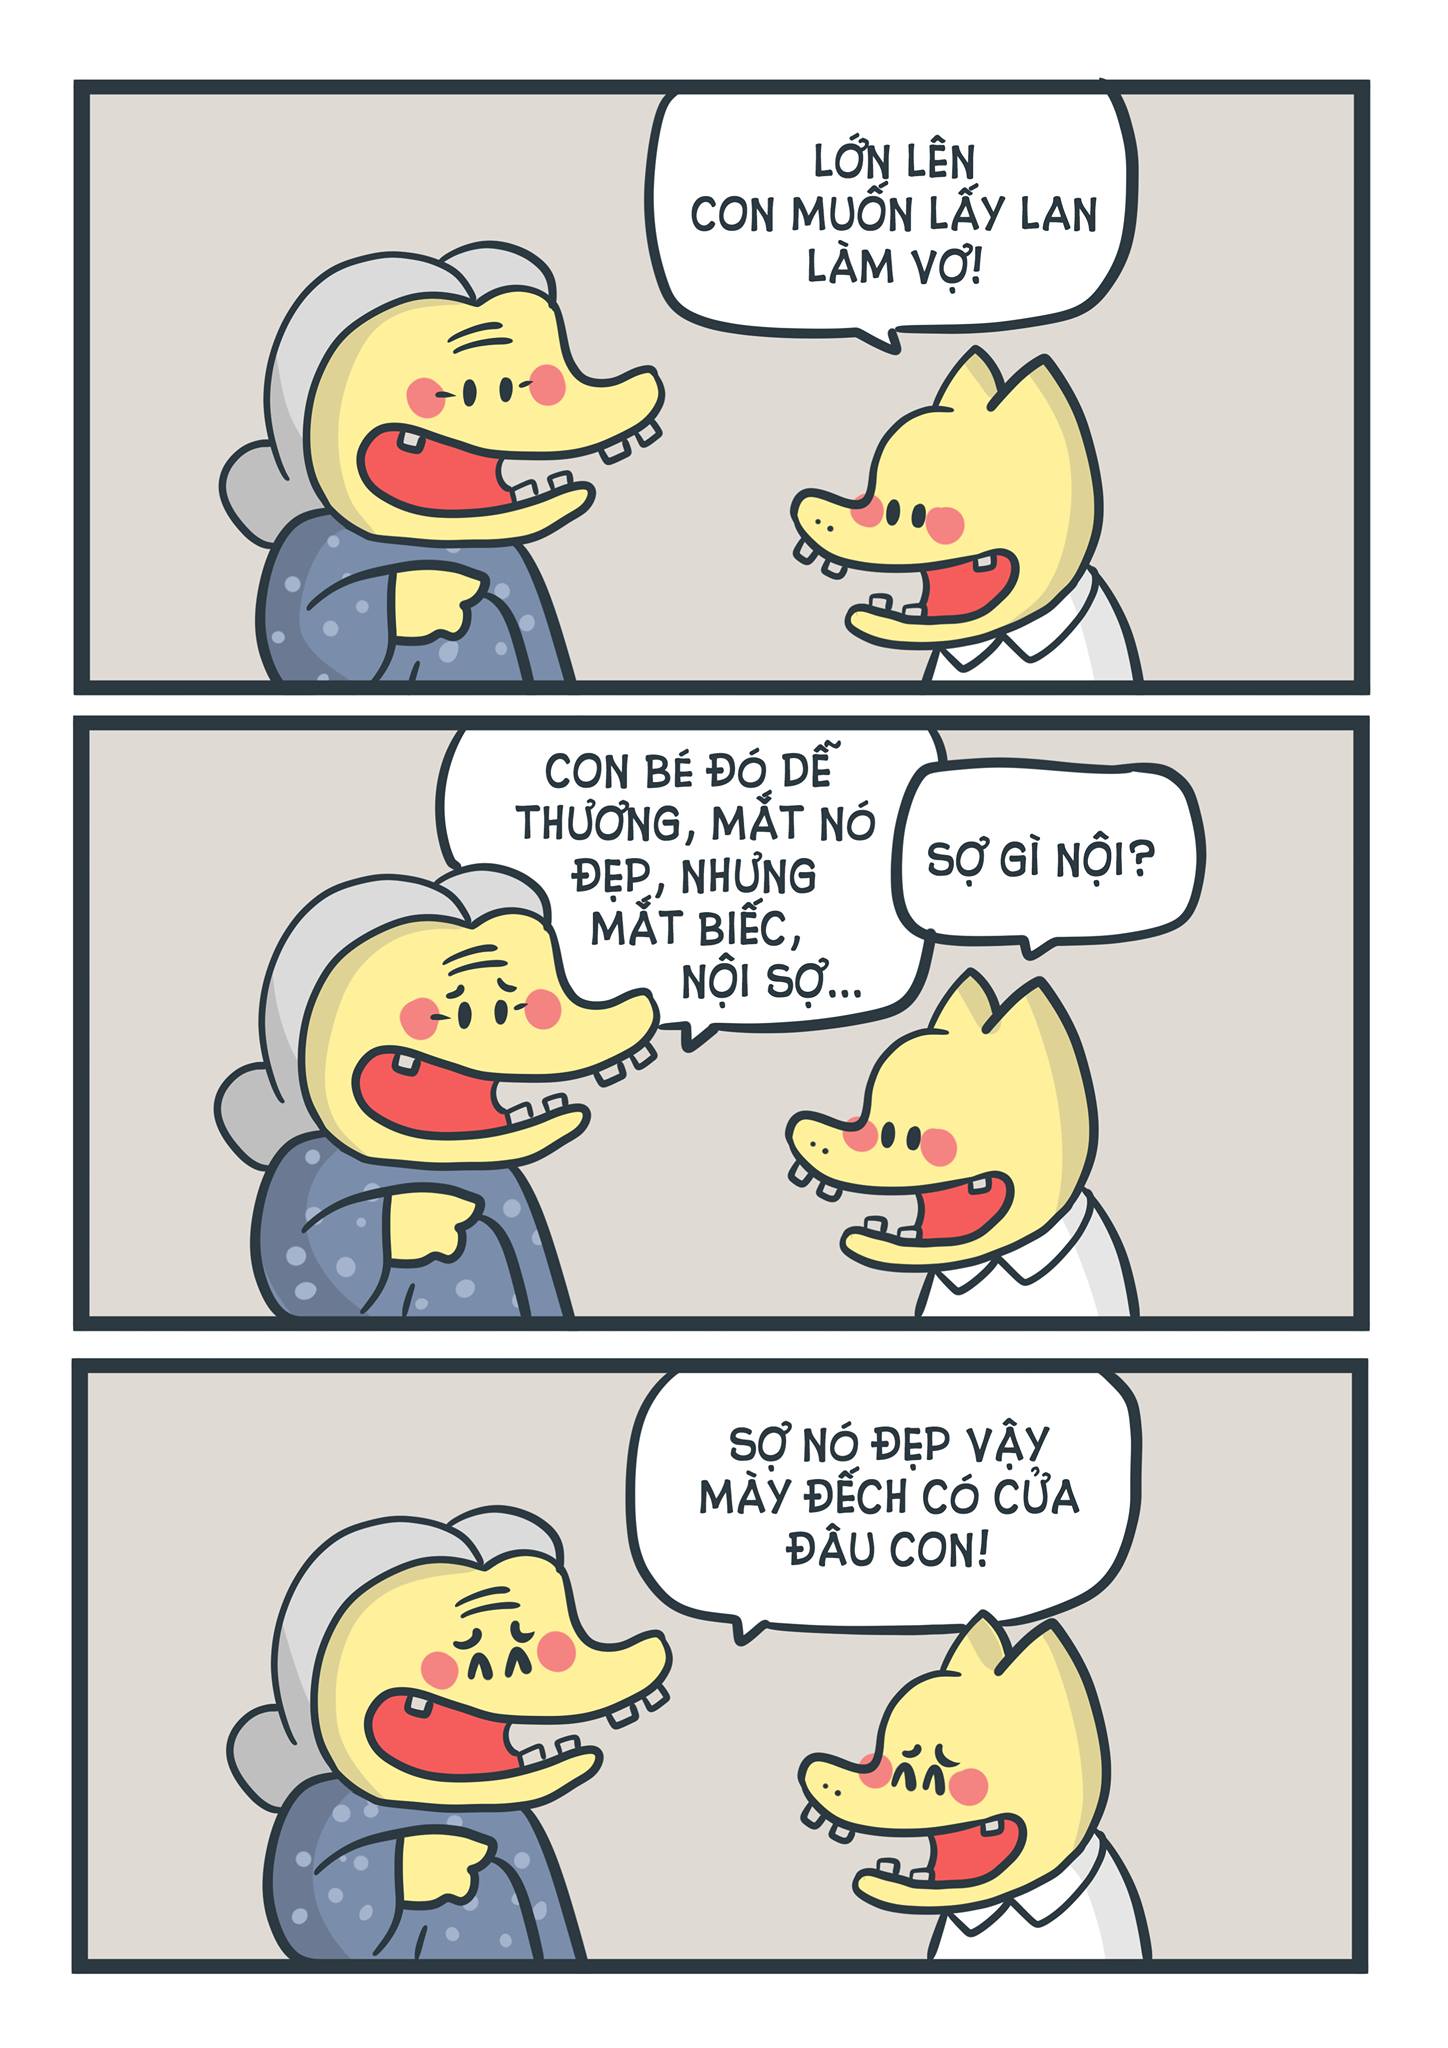 LỚN LÊN
CON MUỐN LẤY LAN
LÀM VỢ!
CON BÉ ĐÓ DỄ
THƯƠNG, MẮT NÓ
ĐẸP, NHƯNG
MẮT BIẾC,
NỘI SỢ...
SỢ GÌ NỘI?
SỢ NÓ ĐẸP VẬY
MÀY ĐẾCH CÓ CỬA
ĐÂU CON!